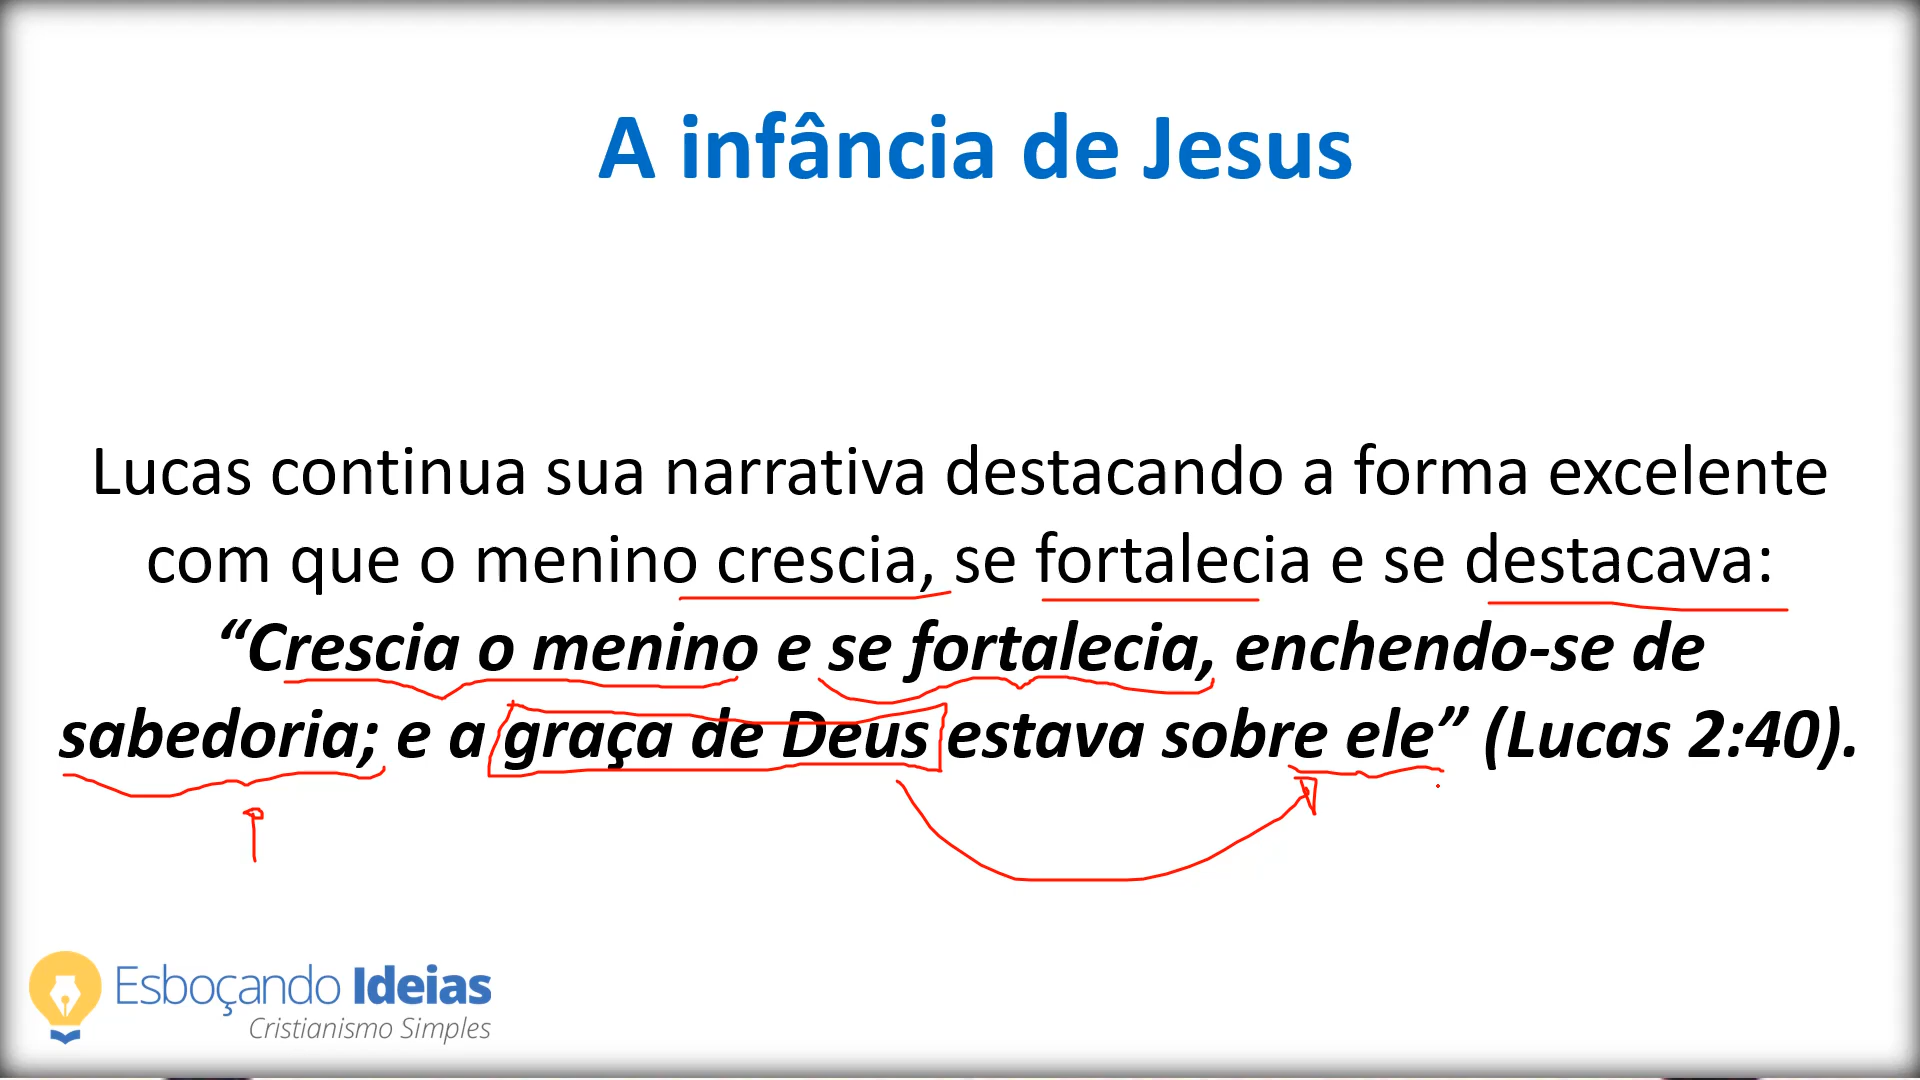 A infância de Jesus
Lucas continua sua narrativa destacando a forma excelente
com que o menino crescia, se fortalecia e se destacava:
“Crescia o menino e se fortalecia, enchendo-se de
sabedoria; e a graça de Deus estava sobre ele” (Lucas 2:40).
Esboçando Ideias
Cristianismo Simples